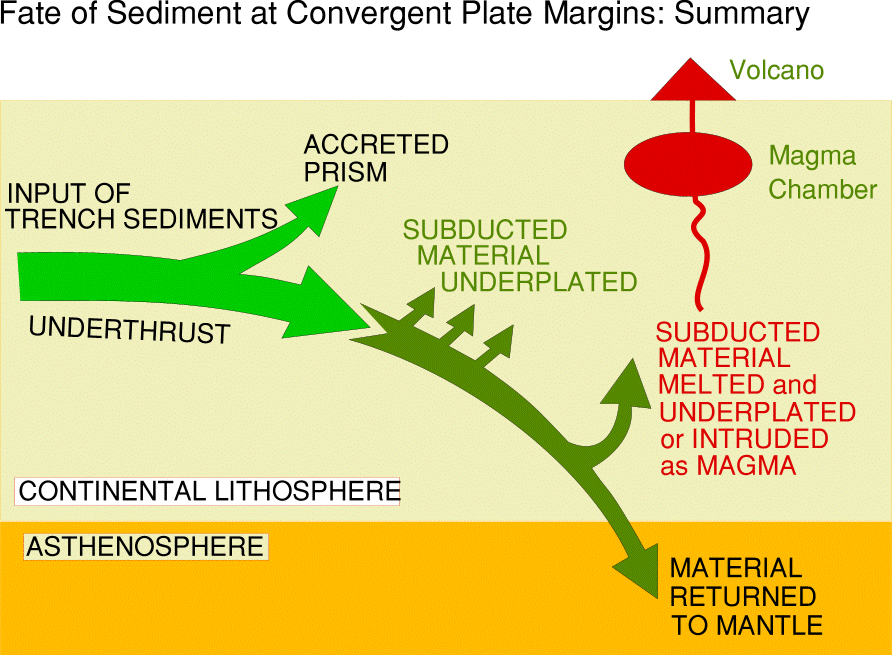 Fate of Sediment at Convergent Plate Margins: Summary
Volcano
Magma
Chamber
ACCRETED
PRISM
INPUT OF
TRENCH SEDIMENTS
SUBDUCTED
MATERIAL
UNDERPLATED
UNDERTHRUST
SUBDUCTED
MATERIAL
MELTED and
UNDERPLATED
or INTRUDED
as MAGMA
CONTINENTAL LITHOSPHERE
ASTHENOSPHERE
MATERIAL
RETURNED
TO MANTLE